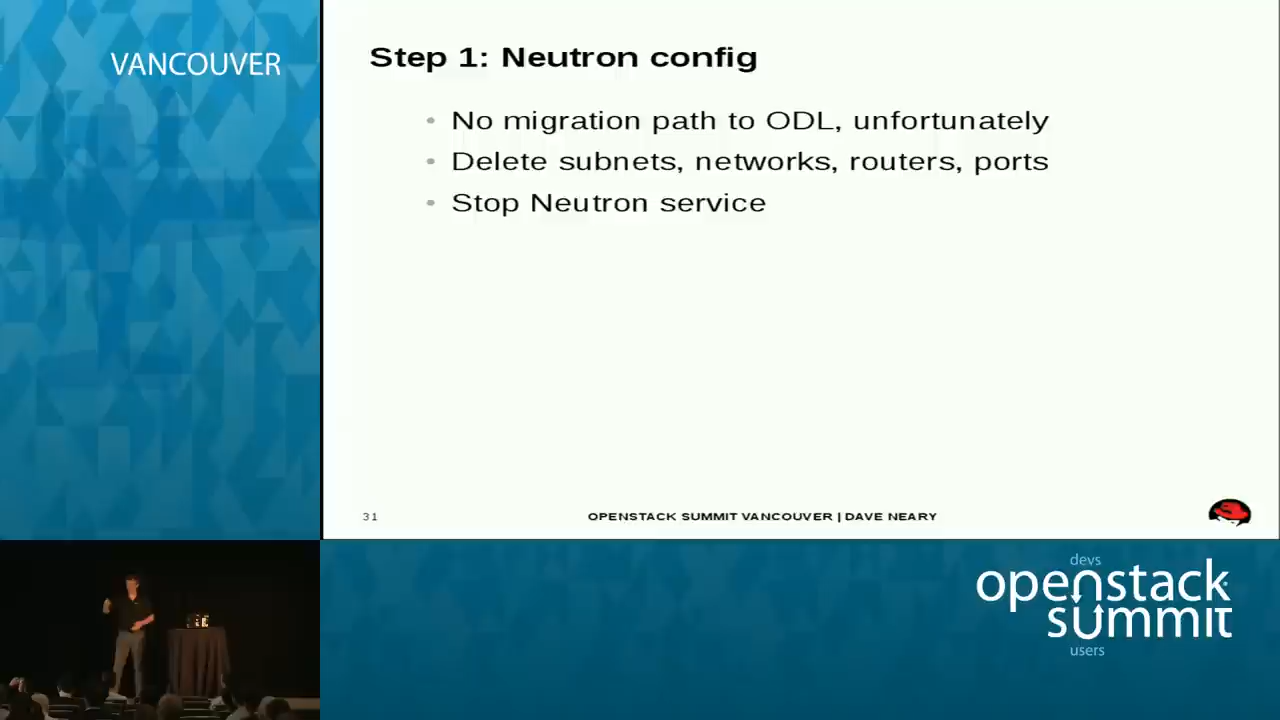 VANCOUVER
Step 1: Neutron config
• No migration path to ODL, unfortunately
• Delete subnets, networks, routers, ports
• Stop Neutron service
31
OPENSTACK SUMMIT VANCOUVER | DAVE NEARY
devs
openstack
summit
users